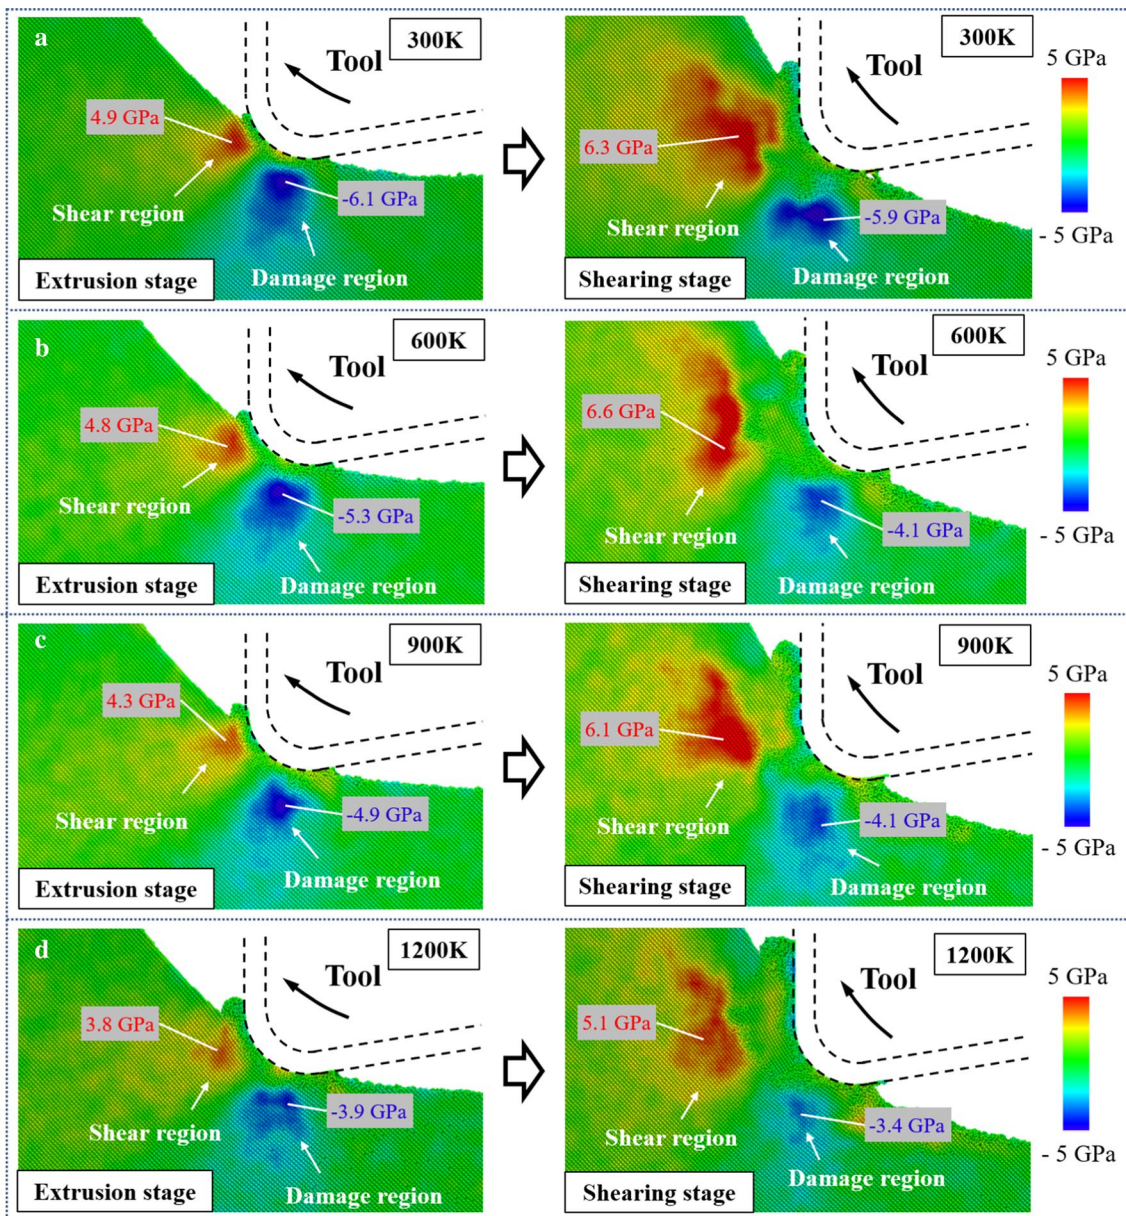 a
300K
Tool
4.9 GPa
Shear region
-6.1 GPa
Damage region
Extrusion stage
300K
Tool
6.3 GPa
Shear region
-5.9 GPa
Damage region
Shearing stage
5 GPa
- 5 GPa
b
600K
Tool
4.8 GPa
Shear region
-5.3 GPa
Damage region
Extrusion stage
600K
Tool
6.6 GPa
Shear region
-4.1 GPa
Damage region
Shearing stage
5 GPa
- 5 GPa
c
900K
Tool
4.3 GPa
Shear region
-4.9 GPa
Damage region
Extrusion stage
900K
Tool
6.1 GPa
Shear region
-4.1 GPa
Damage region
Shearing stage
5 GPa
- 5 GPa
d
1200K
Tool
3.8 GPa
Shear region
-3.9 GPa
Damage region
Extrusion stage
1200K
Tool
5.1 GPa
Shear region
-3.4 GPa
Damage region
Shearing stage
5 GPa
- 5 GPa